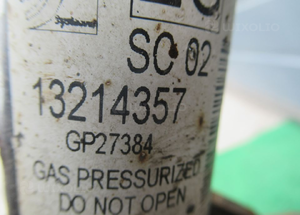 SC 02
13214357
GP27384
GAS PRESSURIZED
DO NOT OPEN